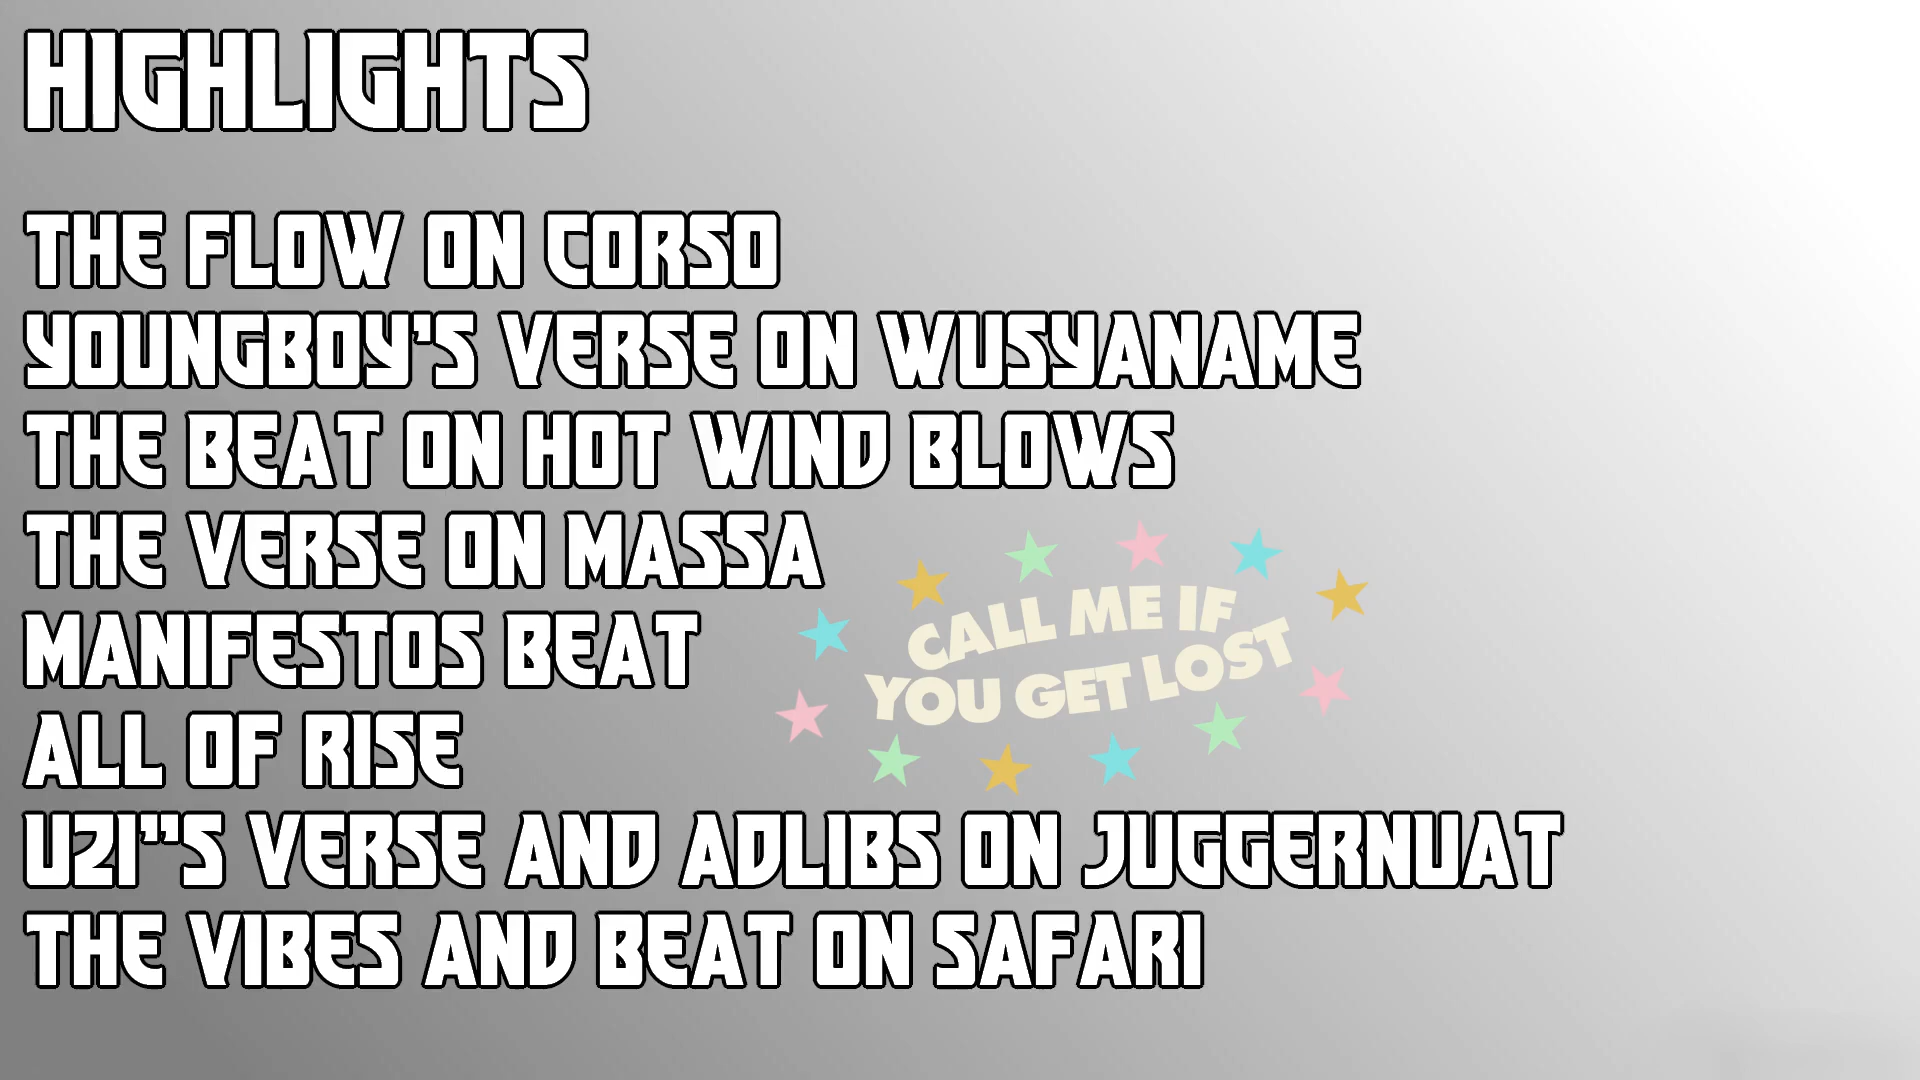 HIGHLIGHTS
THE FLOW ON CORSO
YOUNGBOY'S VERSE ON WUSYANAME
THE BEAT ON HOT WIND BLOWS
THE VERSE ON MASSA
MANIFESTOS BEAT
ALL OF RISE
UZI"S VERSE AND ADLIBS ON JUGGERNUAT
THE VIBES AND BEAT ON SAFARI
CALL ME IF
YOU GET LOST